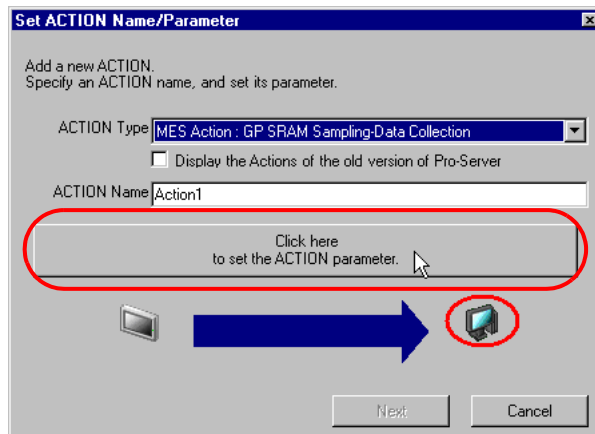 Set ACTION Name/Parameter
Add a new ACTION.
Specify an ACTION name, and set its parameter.
ACTION Type MES Action : GP SRAM Sampling-Data Collection
Display the Actions of the old version of Pro-Server
ACTION Name Action1
Click here
to set the ACTION parameter.
Next Cancel